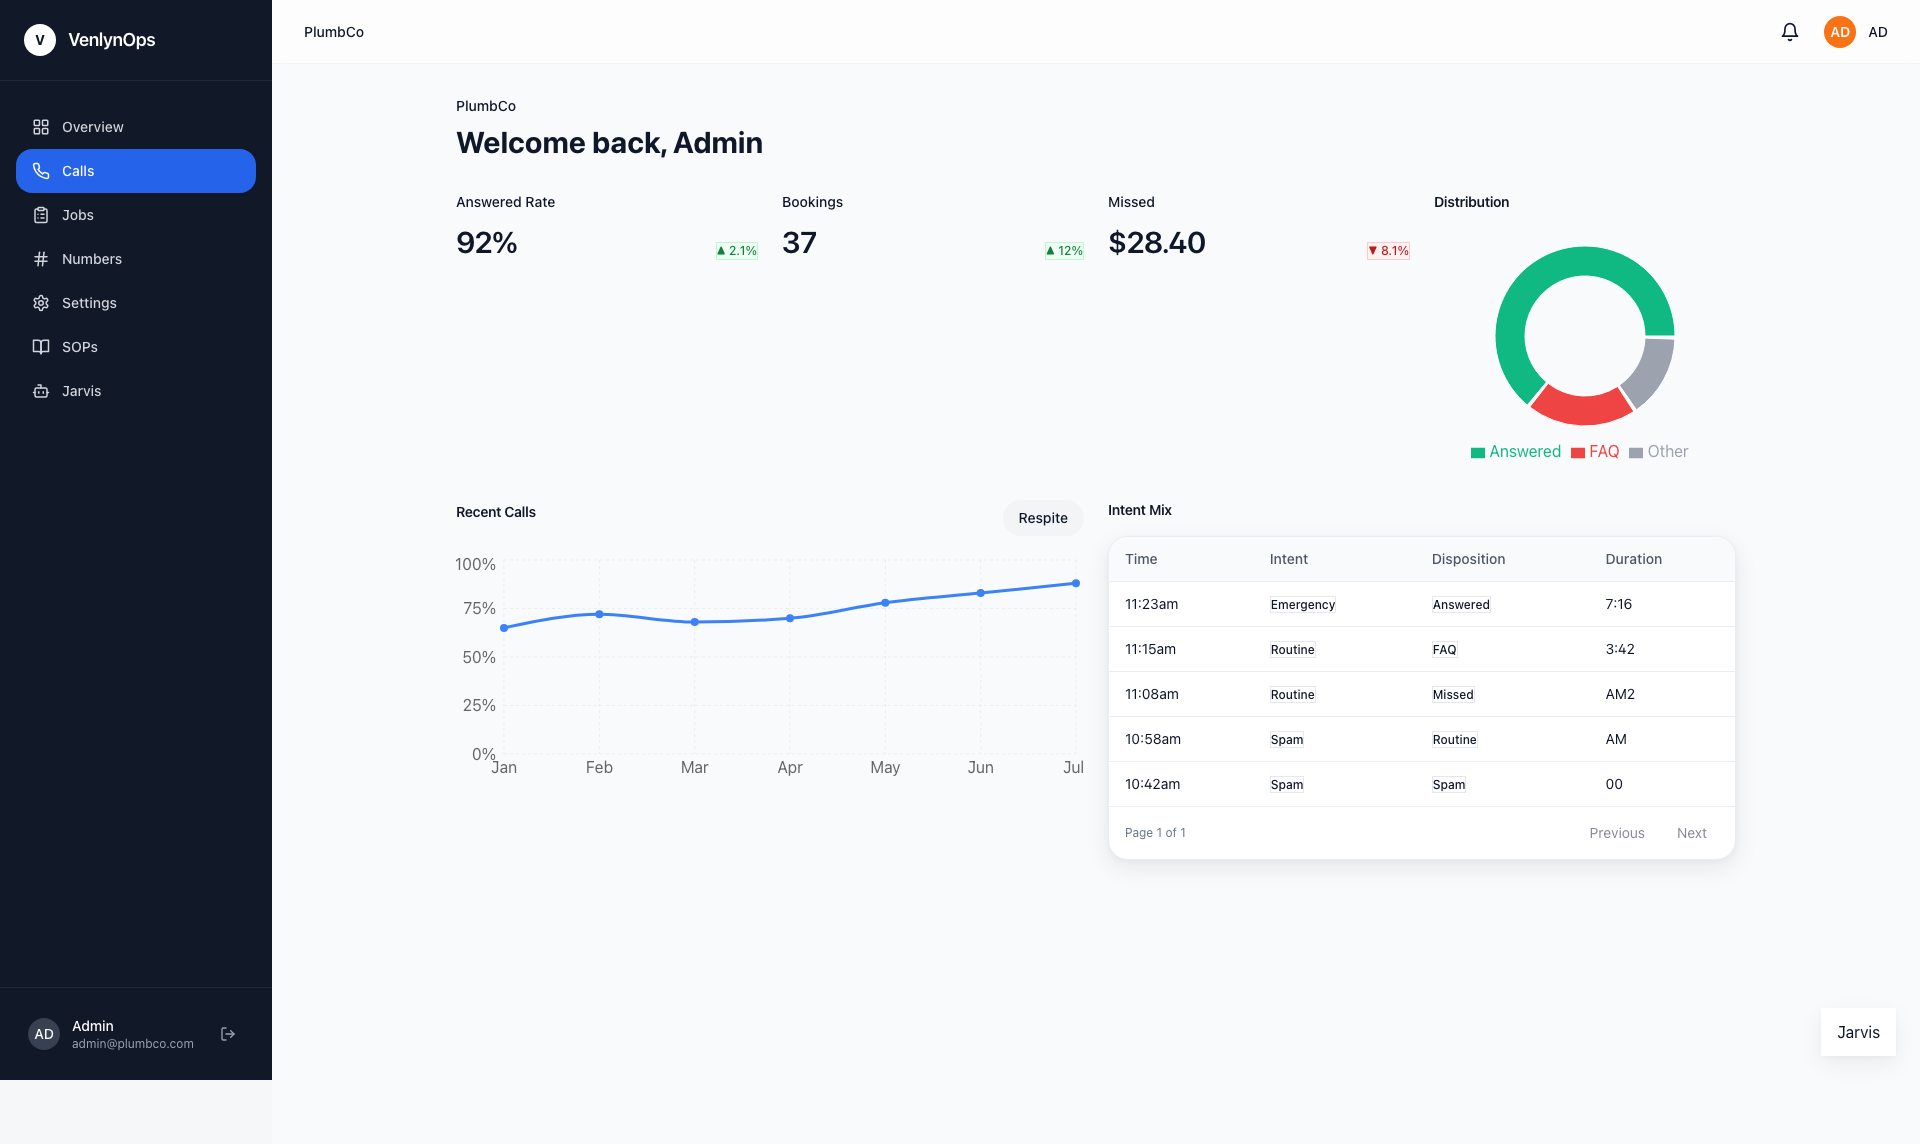 V VenlynOps
Overview
Calls
Jobs
Numbers
Settings
SOPs
Jarvis
AD Admin
admin@plumbco.com
PlumbCo
AD AD
PlumbCo
Welcome back, Admin
Answered Rate
92%
▲ 2.1%
Bookings
37
▲ 12%
Missed
$28.40
▼ 8.1%
Distribution
Answered FAQ Other
Recent Calls
Respite
100%
75%
50%
25%
0%
Jan Feb Mar Apr May Jun Jul
Intent Mix
Time Intent Disposition Duration
11:23am Emergency Answered 7:16
11:15am Routine FAQ 3:42
11:08am Routine Missed AM2
10:58am Spam Routine AM
10:42am Spam Spam 00
Page 1 of 1 Previous Next
Jarvis